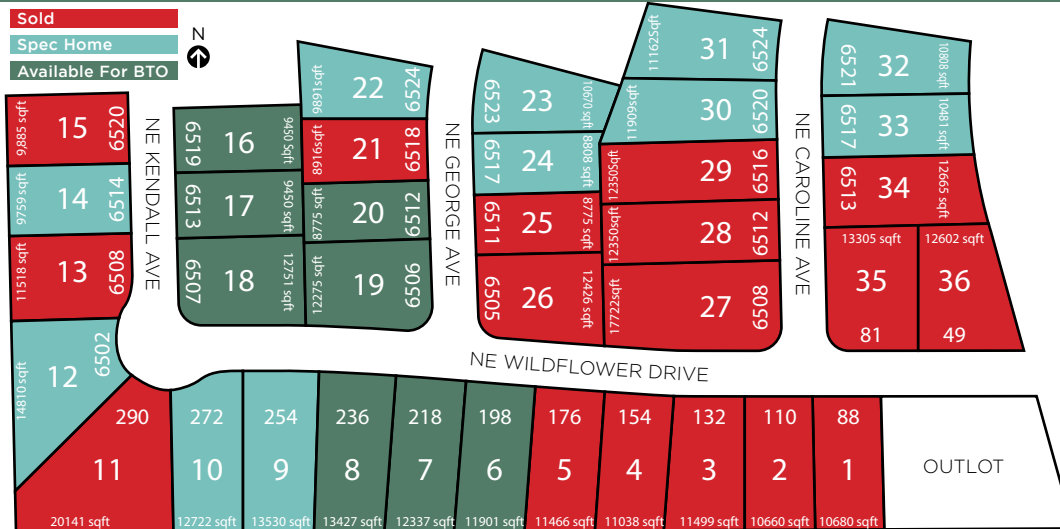 Sold
Spec Home
Available For BTO
N
9885 sqft
15
6520
9759sqft
14
6514
11518 sqft
13
6508
14810 sqft
12
6502
290
11
20141 sqft
NE KENDALL AVE
6519
16
9450 Sqft
6513
17
9450 sqft
6507
18
12751 sqft
9891sqft
22
6524
8916sqft
21
6518
8775 sqft
20
6512
12275 sqft
19
6506
NE GEORGE AVE
6523
23
10670 sqft
6517
24
8808 sqft
6511
25
8775 sqft
6505
26
12426 sqft
11162Sqft
31
6524
11909sqft
30
6520
12350Sqft
29
6516
12350Sqft
28
6512
17722sqft
27
6508
NE CAROLINE AVE
6521
32
10808 sqft
6517
33
10481 sqft
6513
34
12665 sqft
13305 sqft
35
81
12602 sqft
36
49
NE WILDFLOWER DRIVE
272
10
12722 sqft
254
9
13530 sqft
236
8
13427 sqft
218
7
12337 sqft
198
6
11901 sqft
176
5
11466 sqft
154
4
11038 sqft
132
3
11499 sqft
110
2
10660 sqft
88
1
10680 sqft
OUTLOT